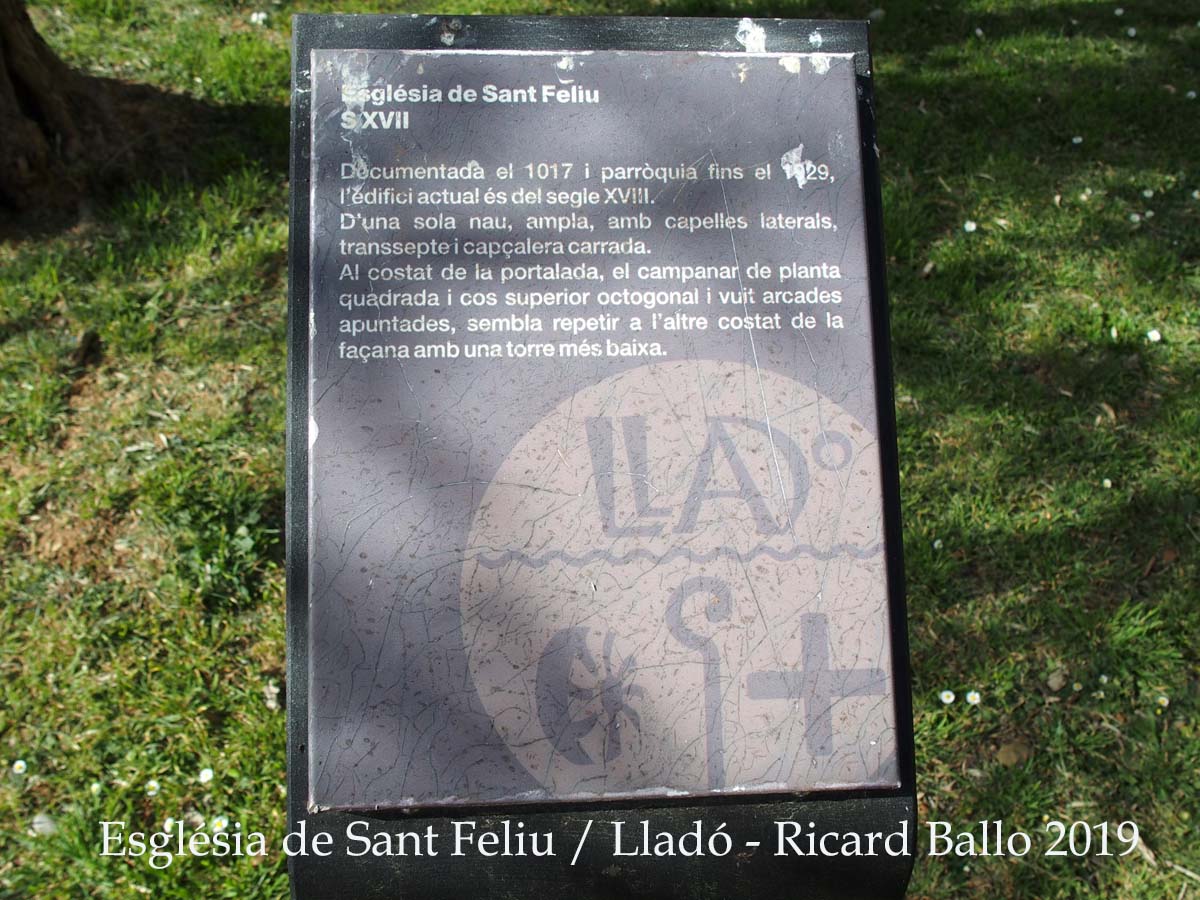 Església de Sant Feliu
S XVII
Documentada el 1017 i parròquia fins el
l'edifici actual és del segle XVIII.
D'una sola nau, ampla, amb capelles laterals,
transsepte i capçalera carrada.
Al costat de la portalada, el campanar de planta
quadrada i cos superior octogonal i vuit arcades
apuntades, sembla repetir a l'altre costat de la
façana amb una torre més baixa.
LLADÓ
Església de Sant Feliu / Lladó - Ricard Ballo 2019